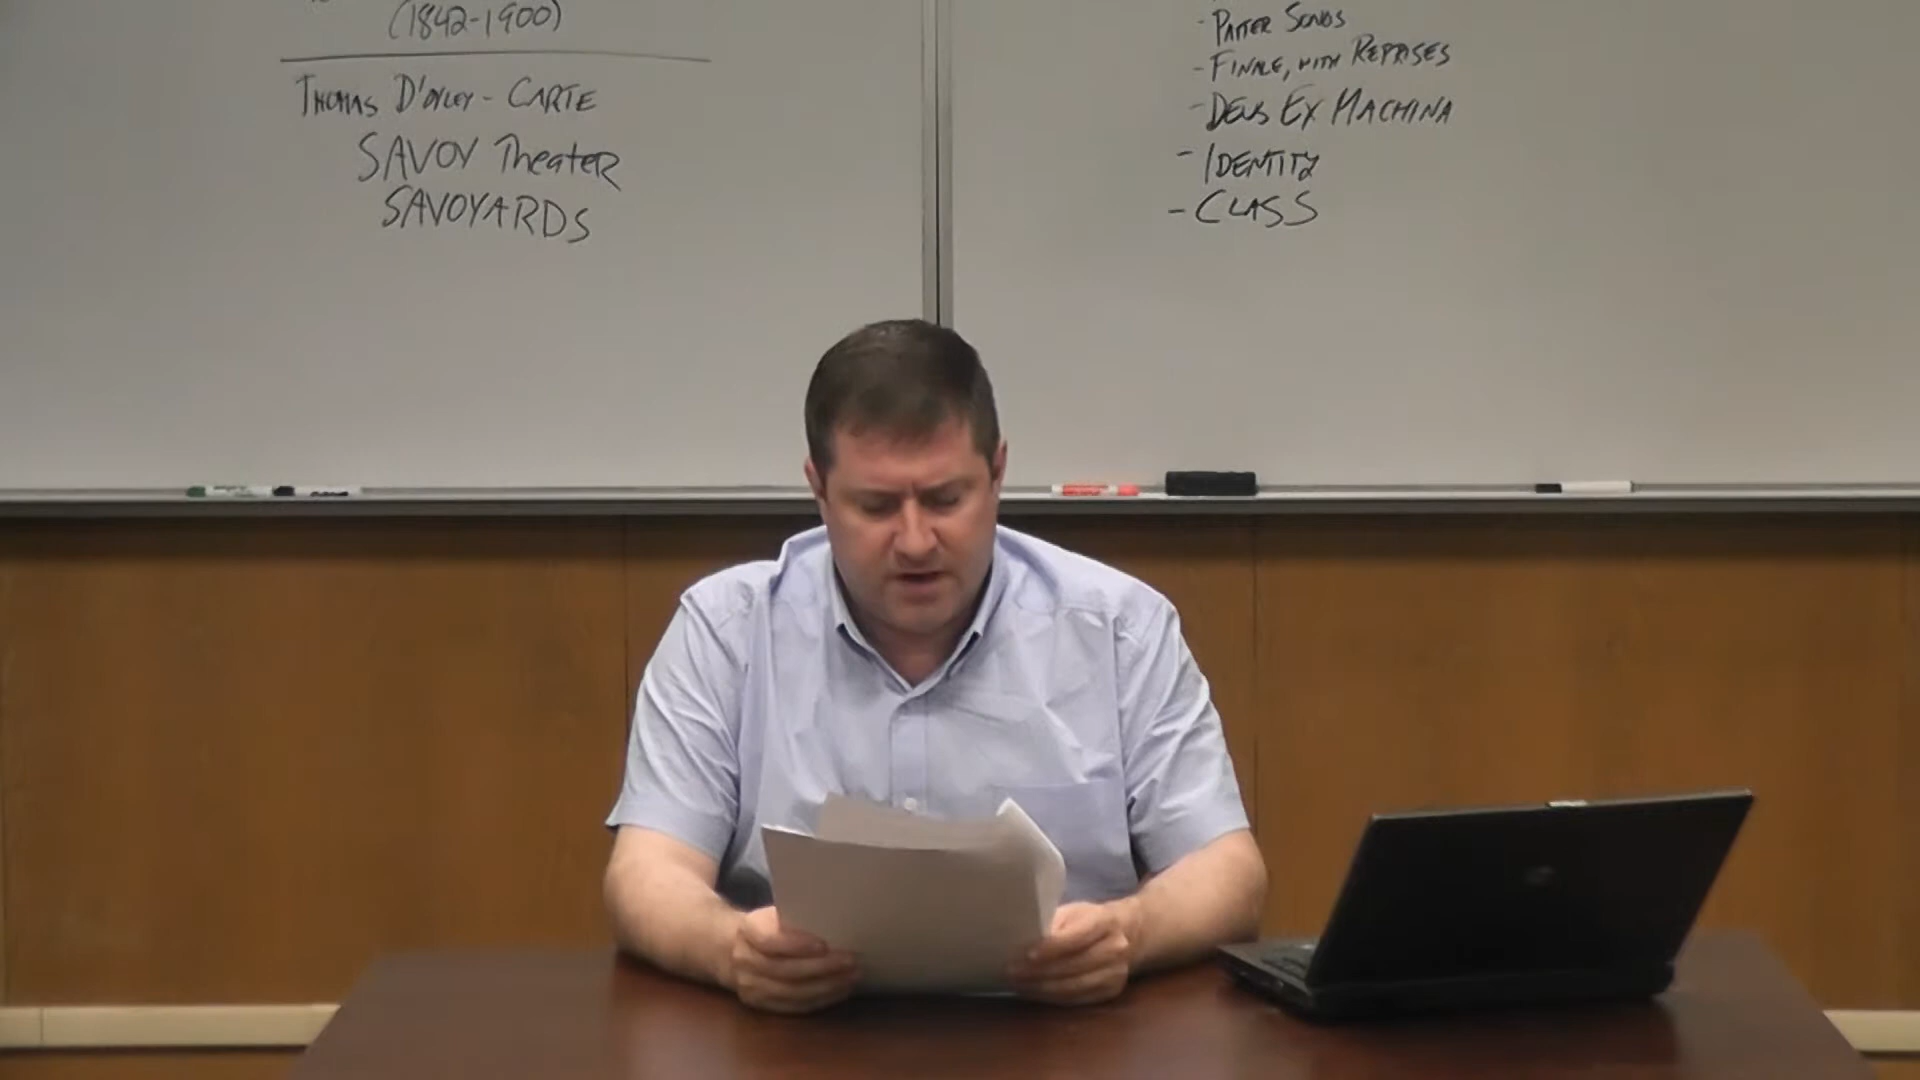 (1842-1900)
THOMAS D'OYLEY - CARTE
SAVOY Theater
SAVOYARDS
- PATTER SONGS
- FINALE, WITH REPRISES
- DEUS EX MACHINA
- IDENTITY
- CLASS